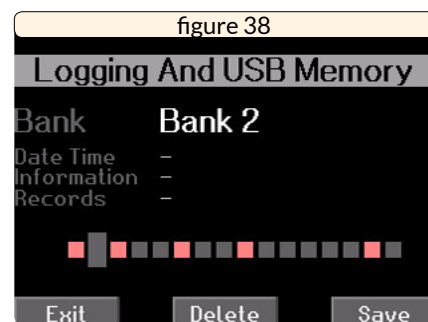 figure 38
Logging And USB Memory
Bank Bank 2
Date Time –
Information –
Records –
Exit Delete Save